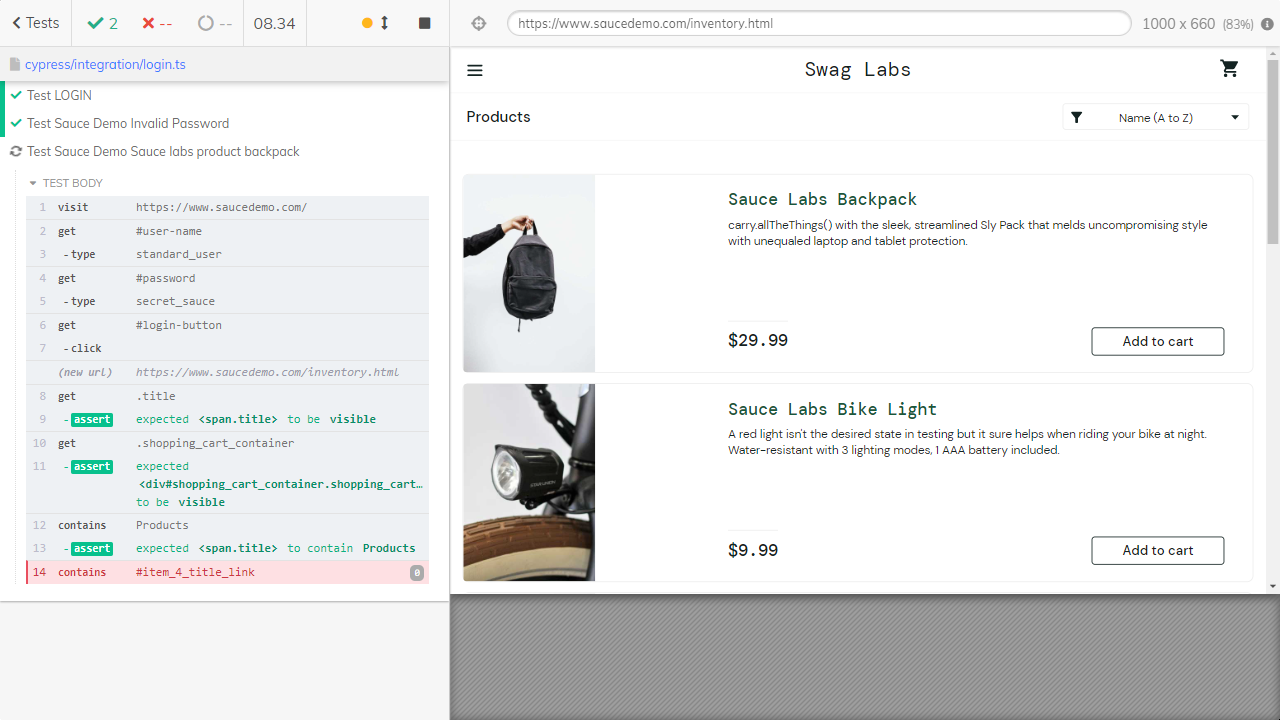 Tests
2
--
--
08.34
https://www.saucedemo.com/inventory.html
1000 x 660 (83%)
cypress/integration/login.ts
Test LOGIN
Test Sauce Demo Invalid Password
Test Sauce Demo Sauce labs product backpack
TEST BODY
1 visit https://www.saucedemo.com/
2 get #user-name
3 -type standard_user
4 get #password
5 -type secret_sauce
6 get #login-button
7 -click
(new url) https://www.saucedemo.com/inventory.html
8 get .title
9 -assert expected <span.title> to be visible
10 get .shopping_cart_container
11 -assert expected
<div#shopping_cart_container.shopping_cart…
to be visible
12 contains Products
13 -assert expected <span.title> to contain Products
14 contains #item_4_title_link 0
Swag Labs
Products
Name (A to Z)
Sauce Labs Backpack
carry.allTheThings() with the sleek, streamlined Sly Pack that melds uncompromising style
with unequaled laptop and tablet protection.
$29.99
Add to cart
Sauce Labs Bike Light
A red light isn't the desired state in testing but it sure helps when riding your bike at night.
Water-resistant with 3 lighting modes, 1 AAA battery included.
$9.99
Add to cart